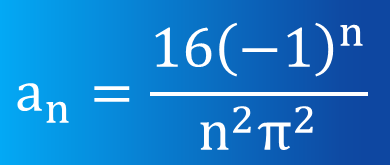 aₙ = 16(−1)ⁿ / n²π²